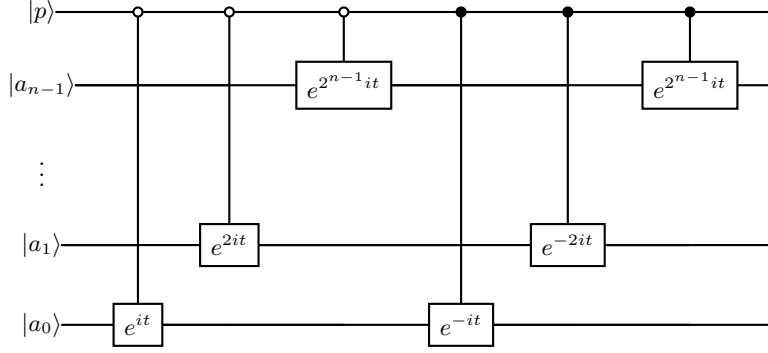 |p⟩
|a_{n−1}⟩ e^{2^{n−1}it} e^{2^{n−1}it}
⋮
|a_1⟩ e^{2it} e^{−2it}
|a_0⟩ e^{it} e^{−it}